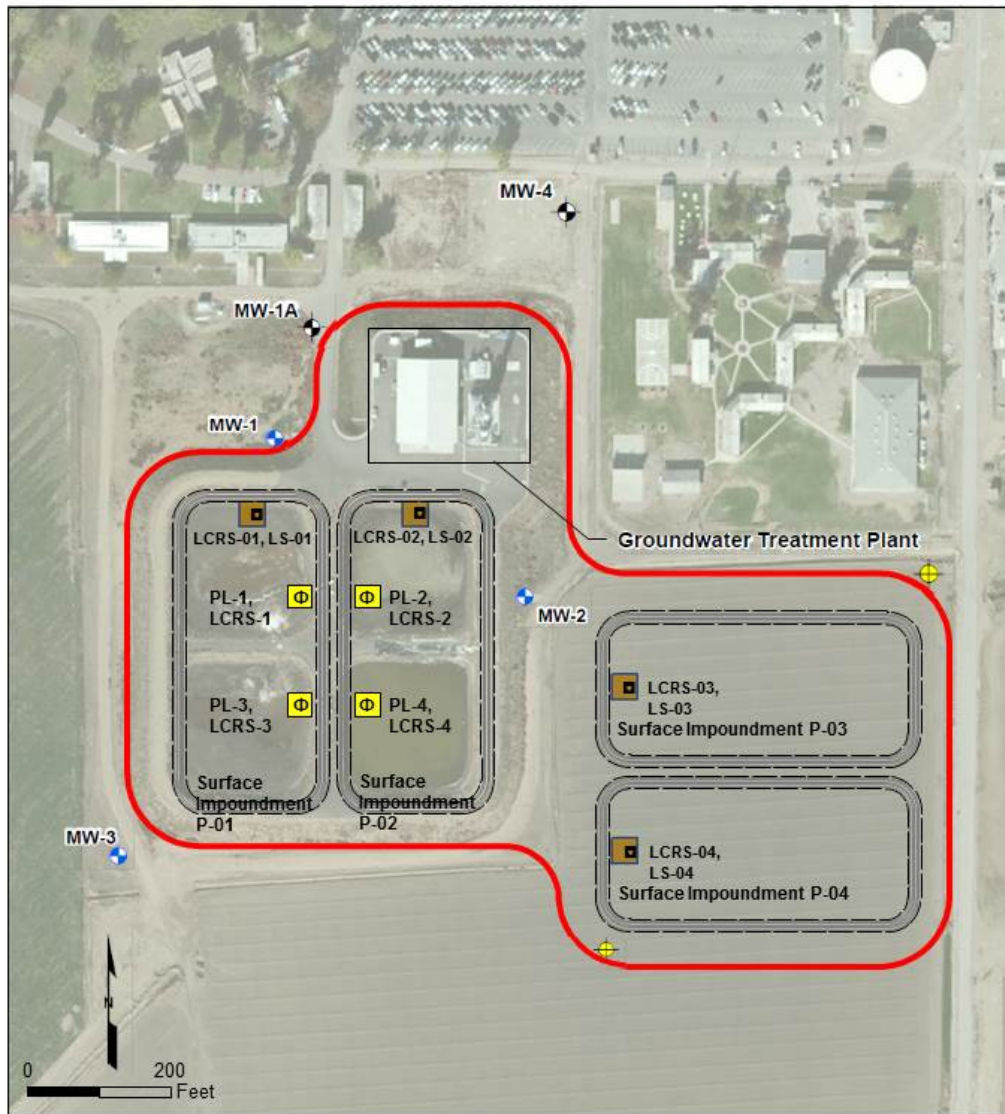 MW-4
MW-1A
MW-1
Groundwater Treatment Plant
LCRS-01, LS-01
LCRS-02, LS-02
PL-1,
LCRS-1
Φ
Φ
PL-2,
LCRS-2
MW-2
PL-3,
LCRS-3
Φ
Φ
PL-4,
LCRS-4
LCRS-03,
LS-03
Surface Impoundment P-03
Surface
Impoundment
P-01
Surface
Impoundment
P-02
MW-3
LCRS-04,
LS-04
Surface Impoundment P-04
N
0
200
Feet